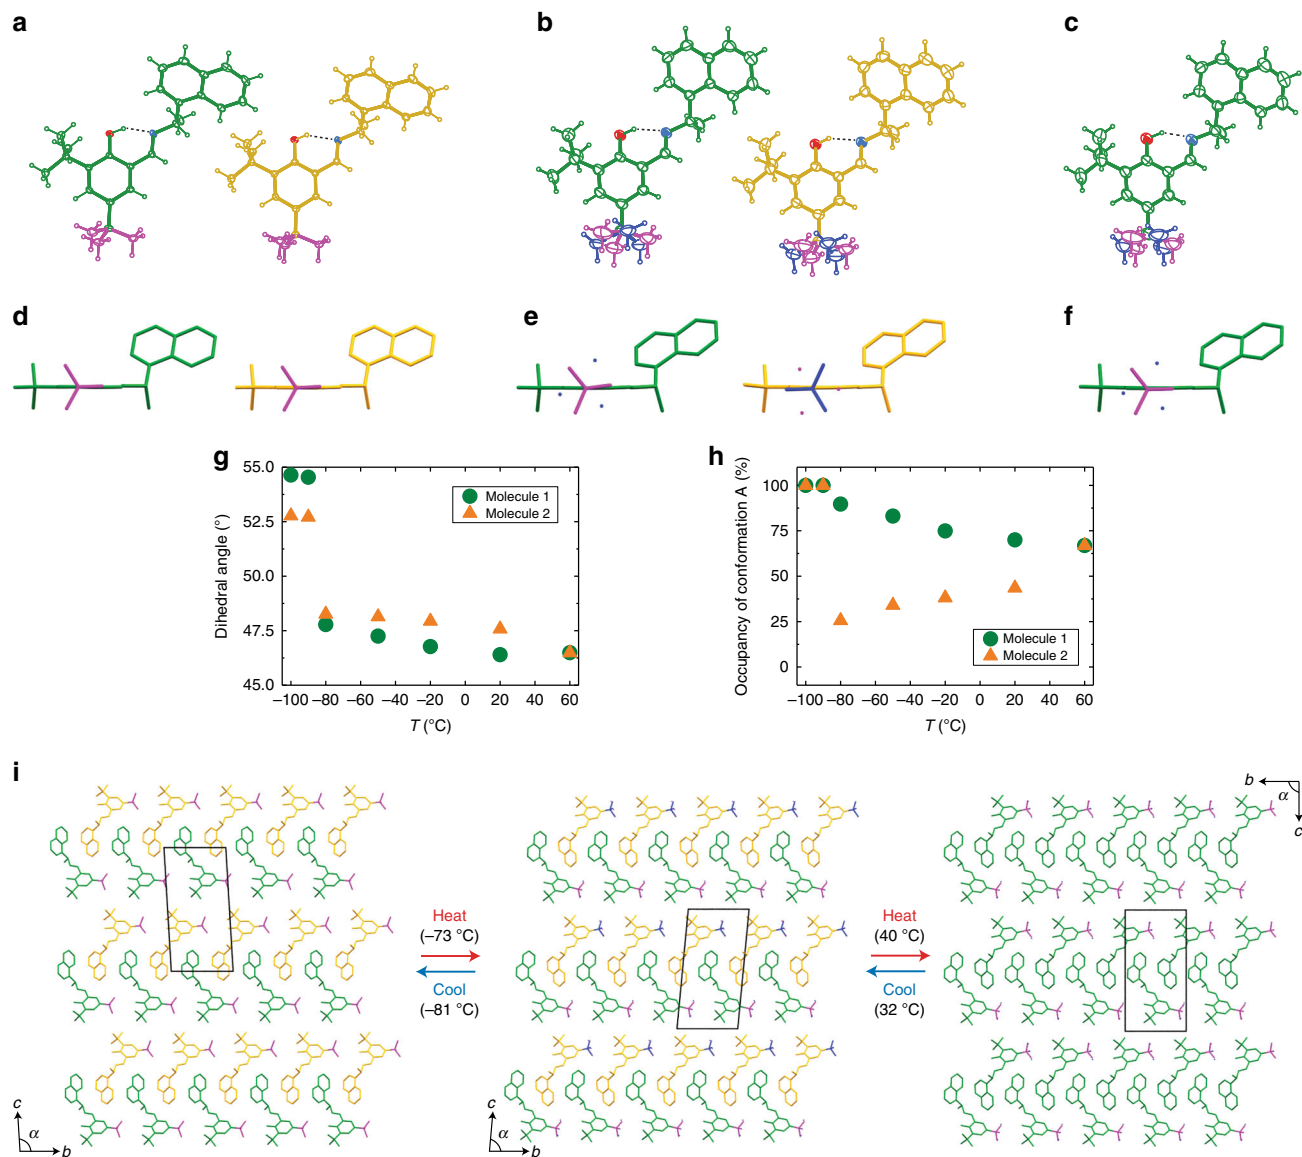 a
b
c
d
e
f
g
h
55.0
52.5
50.0
47.5
45.0
Dihedral angle (°)
Molecule 1
Molecule 2
−100 −80 −60 −40 −20 0 20 40 60
T (°C)
100
75
50
25
0
Occupancy of conformation A (%)
Molecule 1
Molecule 2
−100 −80 −60 −40 −20 0 20 40 60
T (°C)
i
Heat
(−73 °C)
Cool
(−81 °C)
Heat
(40 °C)
Cool
(32 °C)
b
α
c
c
α
b
c
α
b